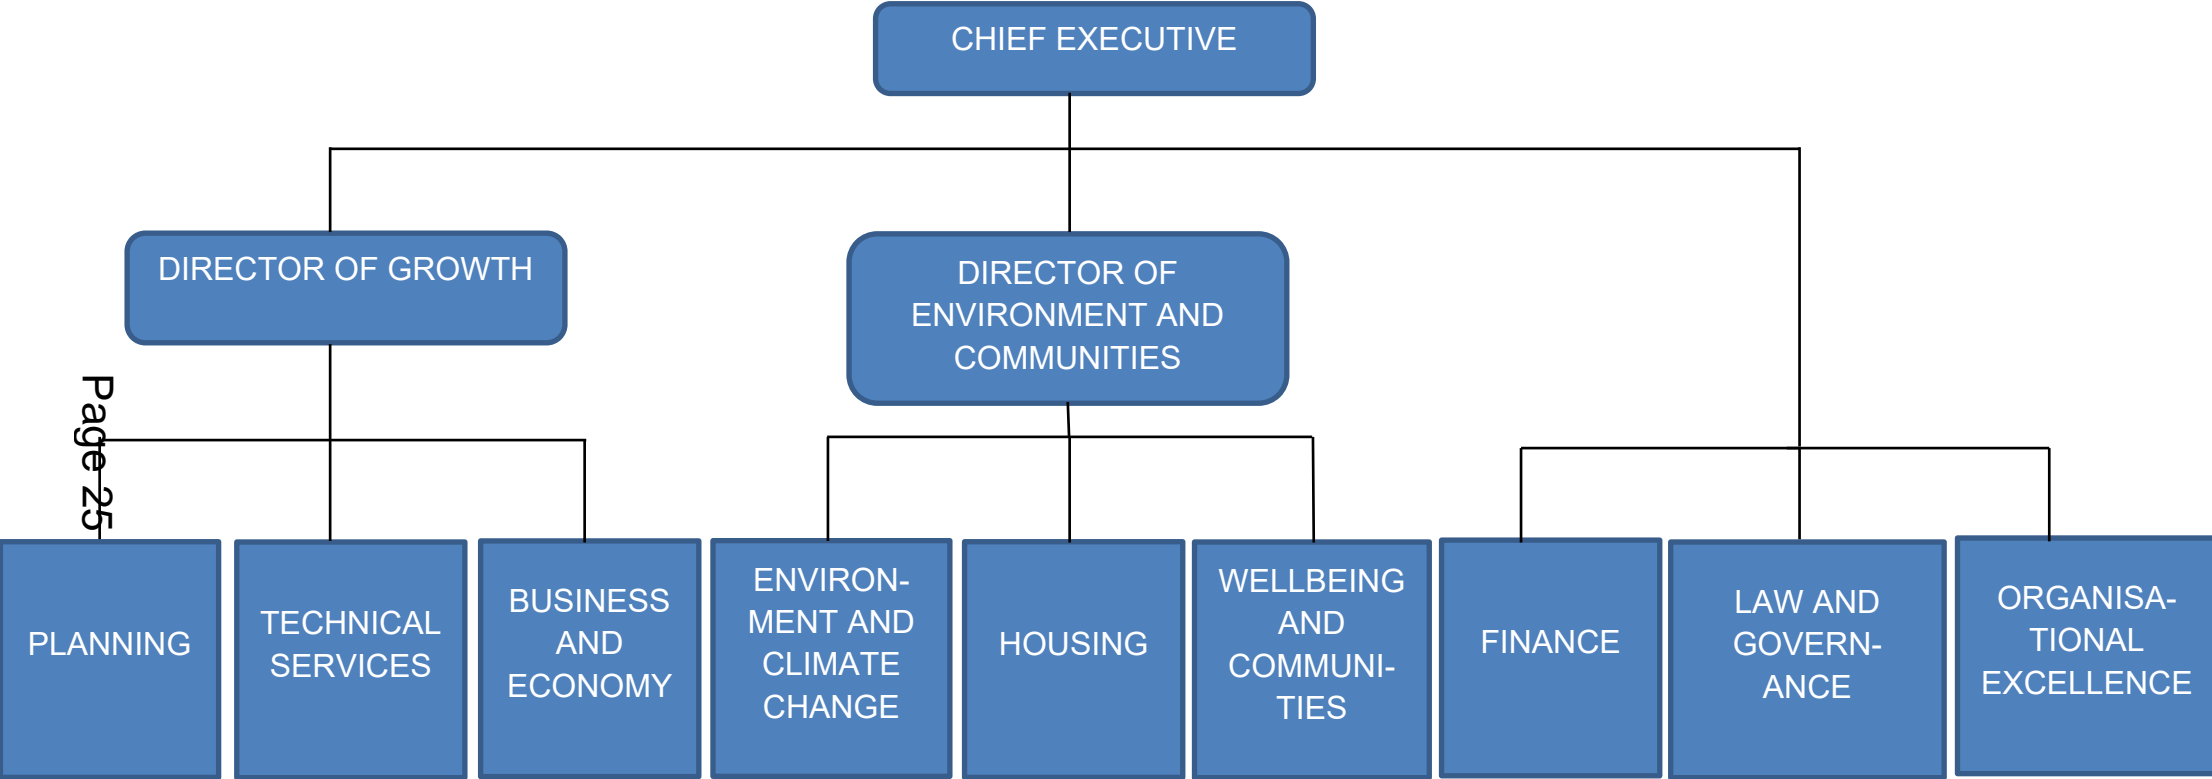 CHIEF EXECUTIVE
DIRECTOR OF GROWTH
DIRECTOR OF
ENVIRONMENT AND
COMMUNITIES
Page 25
PLANNING
TECHNICAL
SERVICES
BUSINESS
AND
ECONOMY
ENVIRON-
MENT AND
CLIMATE
CHANGE
HOUSING
WELLBEING
AND
COMMUNI-
TIES
FINANCE
LAW AND
GOVERN-
ANCE
ORGANISA-
TIONAL
EXCELLENCE